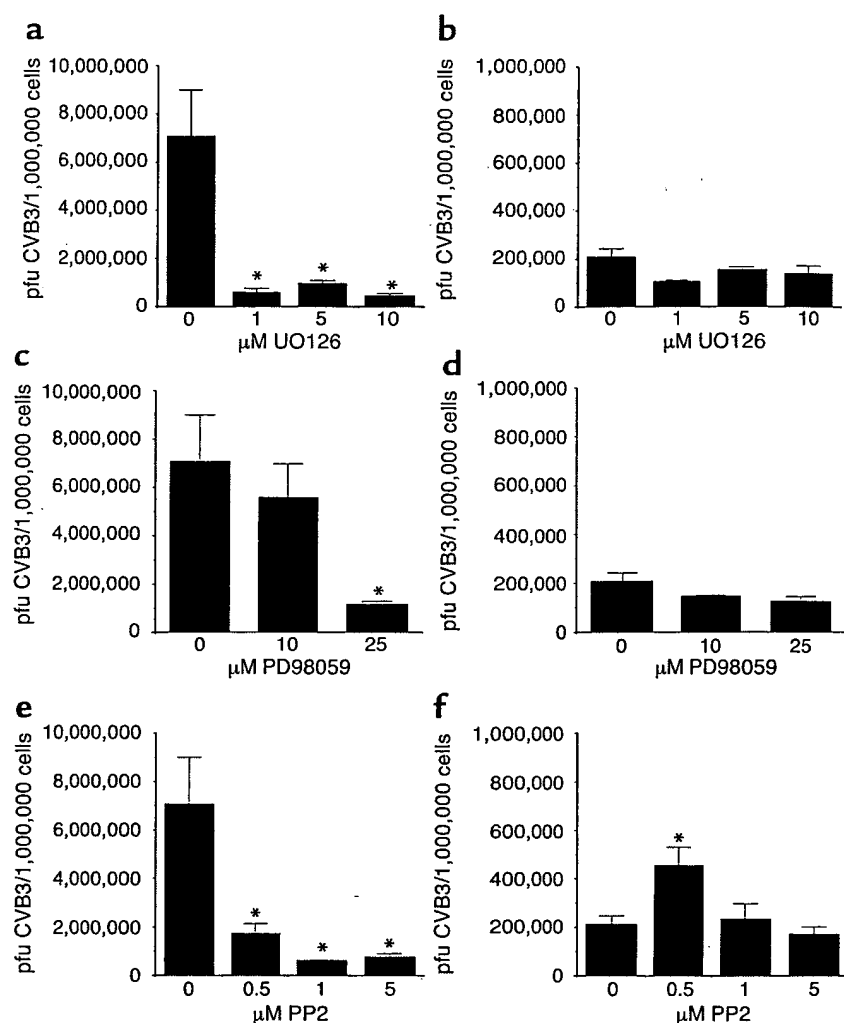 a
pfu CVB3/1,000,000 cells
10,000,000
8,000,000
6,000,000
4,000,000
2,000,000
0
* * *
0 1 5 10
µM UO126
b
pfu CVB3/1,000,000 cells
1,000,000
800,000
600,000
400,000
200,000
0
0 1 5 10
µM UO126
c
pfu CVB3/1,000,000 cells
10,000,000
8,000,000
6,000,000
4,000,000
2,000,000
0
*
0 10 25
µM PD98059
d
pfu CVB3/1,000,000 cells
1,000,000
800,000
600,000
400,000
200,000
0
0 10 25
µM PD98059
e
pfu CVB3/1,000,000 cells
10,000,000
8,000,000
6,000,000
4,000,000
2,000,000
0
* * *
0 0.5 1 5
µM PP2
f
pfu CVB3/1,000,000 cells
1,000,000
800,000
600,000
400,000
200,000
0
*
0 0.5 1 5
µM PP2